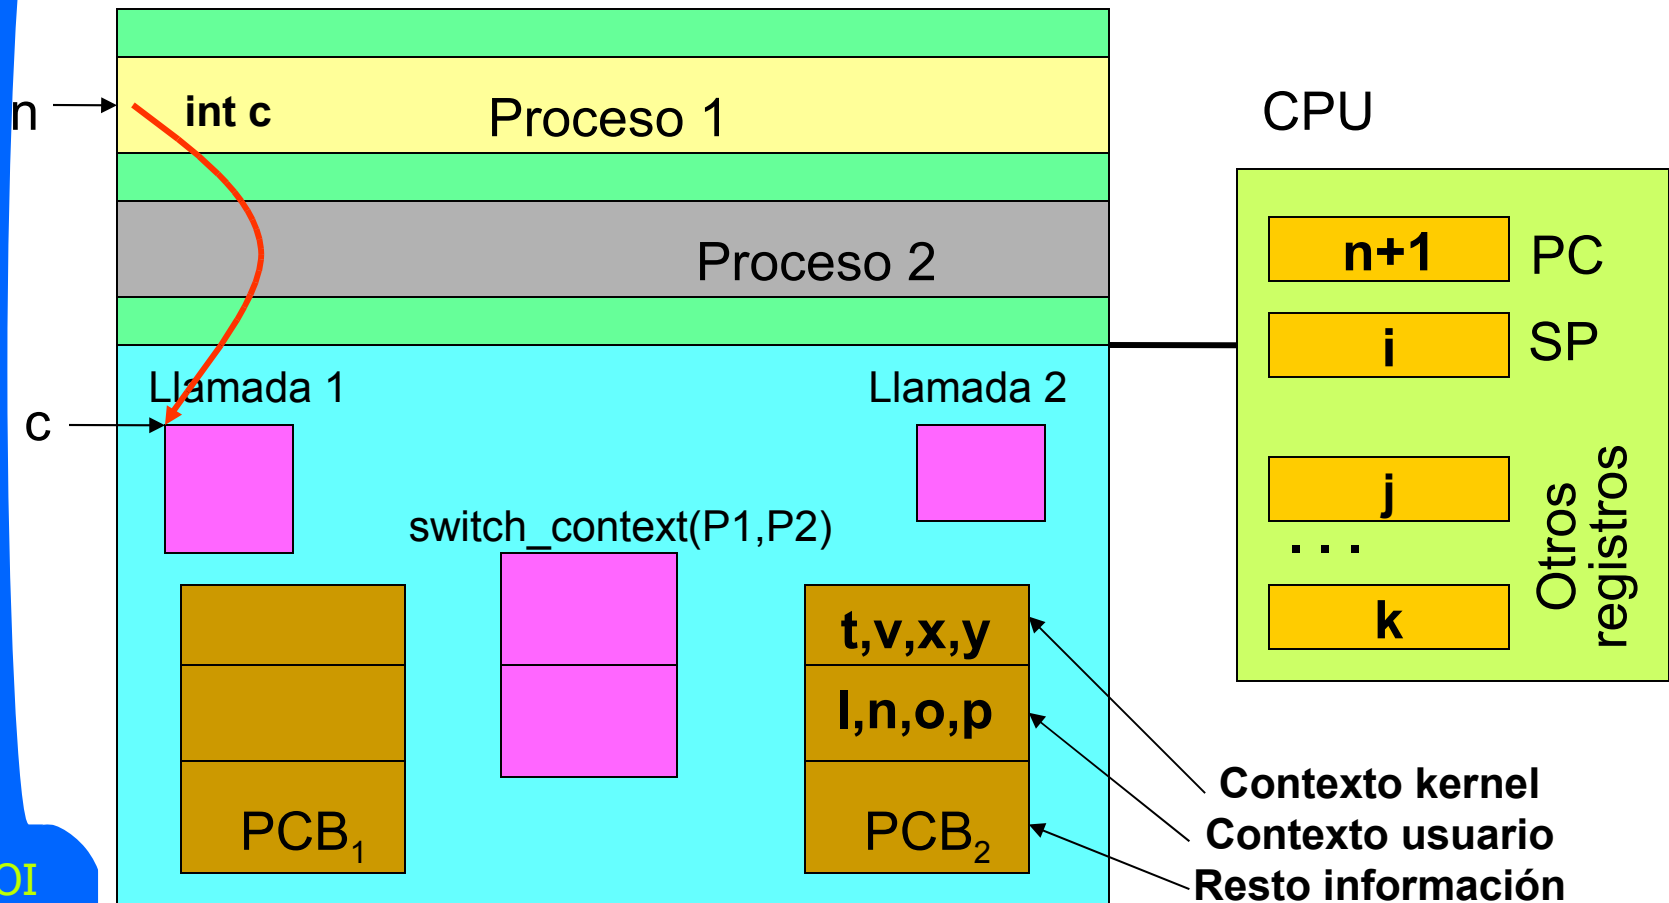 n
int c
Proceso 1
CPU
Proceso 2
n+1
PC
i
SP
Llamada 1
Llamada 2
c
j
. . .
k
Otros
registros
switch_context(P1,P2)
t,v,x,y
l,n,o,p
PCB1
PCB2
Contexto kernel
Contexto usuario
Resto información
OI